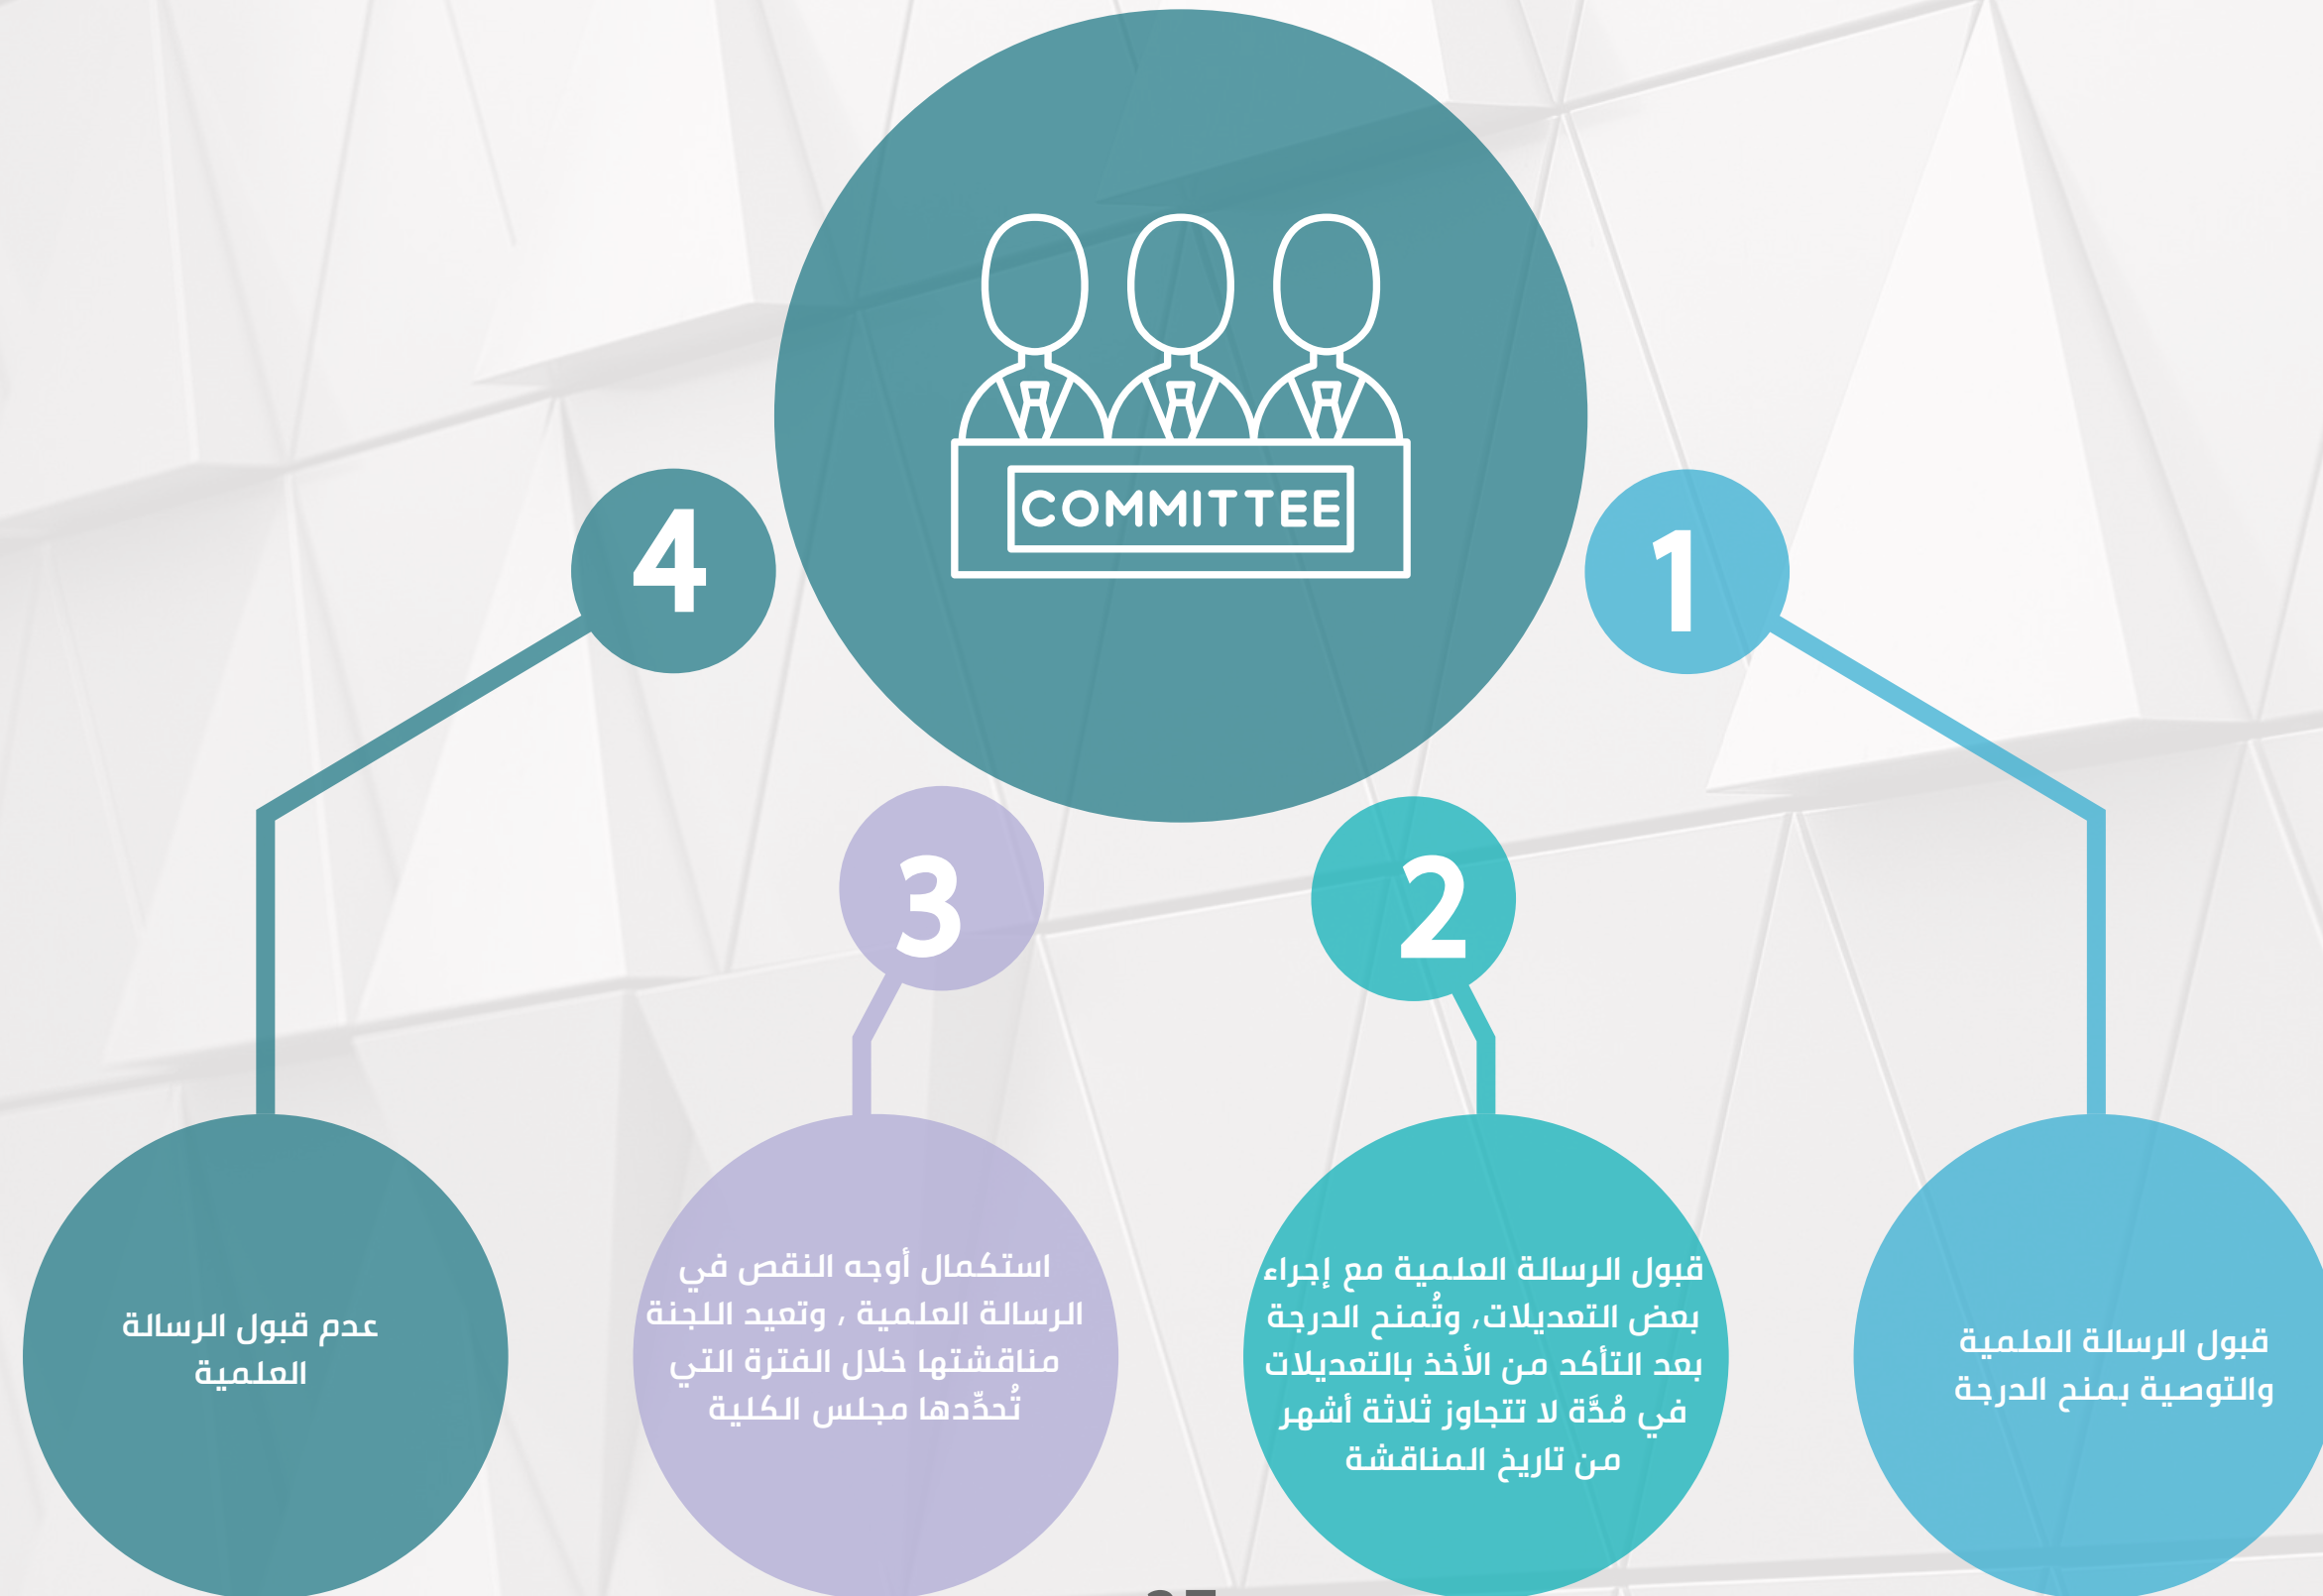 COMMITTEE
1
قبول الرسالة العلمية
والتوصية بمنح الدرجة
2
قبول الرسالة العلمية مع إجراء
بعض التعديلات، وتُمنح الدرجة
بعد التأكد من الأخذ بالتعديلات
في مُدَّة لا تتجاوز ثلاثة أشهر
من تاريخ المناقشة
3
استكمال أوجه النقص في
الرسالة العلمية ، وتعيد اللجنة
مناقشتها خلال الفترة التي
تُحدِّدها مجلس الكلية
4
عدم قبول الرسالة
العلمية